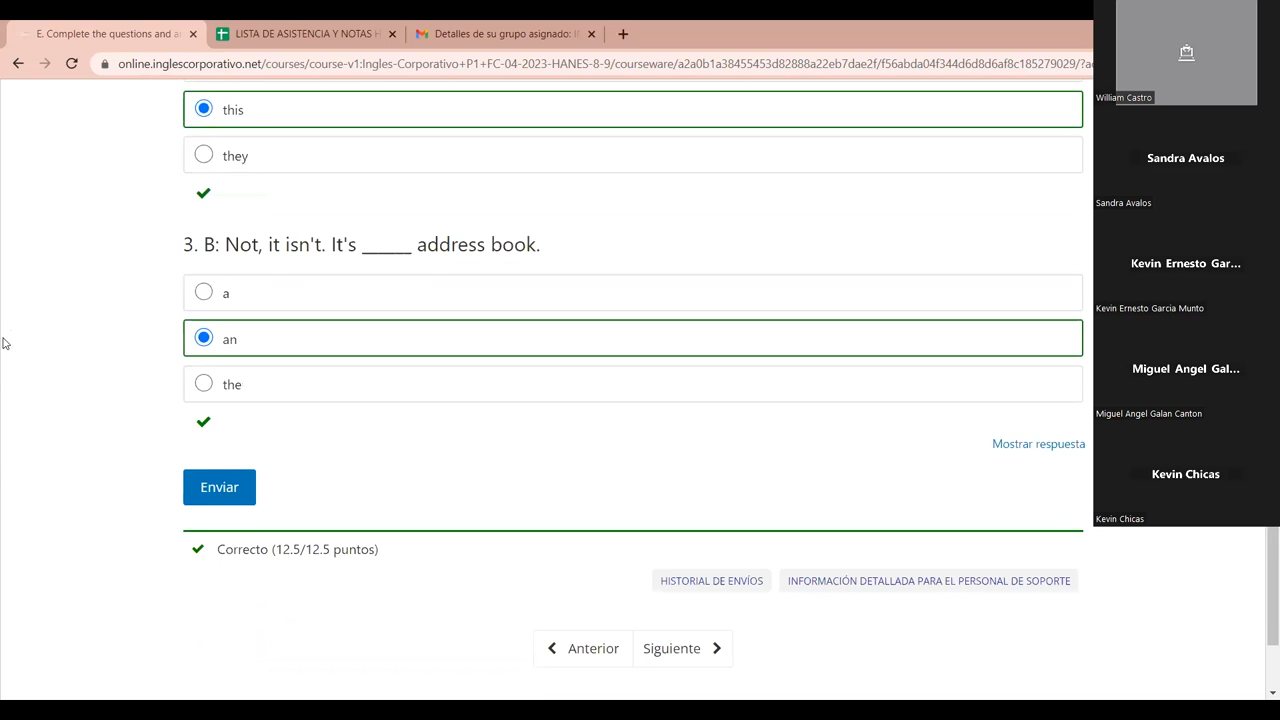 E. Complete the questions and a
LISTA DE ASISTENCIA Y NOTAS H
Detalles de su grupo asignado: I
online.inglescorporativo.net/courses/course-v1:Ingles-Corporativo+P1+FC-04-2023-HANES-8-9/courseware/a2a0b1a38455453d82888a22eb7dae2f/f56abda04f344d6d8d6af8c185279029/?a
this
they
3. B: Not, it isn't. It's ______ address book.
a
an
the
Mostrar respuesta
Enviar
Correcto (12.5/12.5 puntos)
HISTORIAL DE ENVÍOS
INFORMACIÓN DETALLADA PARA EL PERSONAL DE SOPORTE
Anterior
Siguiente
William Castro
Sandra Avalos
Sandra Avalos
Kevin Ernesto Gar...
Kevin Ernesto Garcia Munto
Miguel Angel Gal...
Miguel Angel Galan Canton
Kevin Chicas
Kevin Chicas